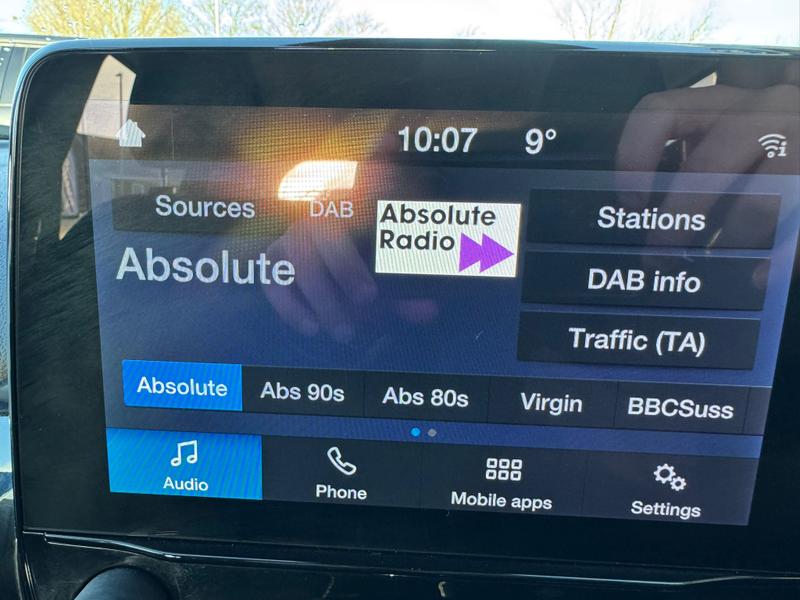 10:07 9°
Sources DAB
Absolute
Radio
Absolute
Stations
DAB info
Traffic (TA)
Absolute Abs 90s Abs 80s Virgin BBCSuss
Audio Phone Mobile apps Settings